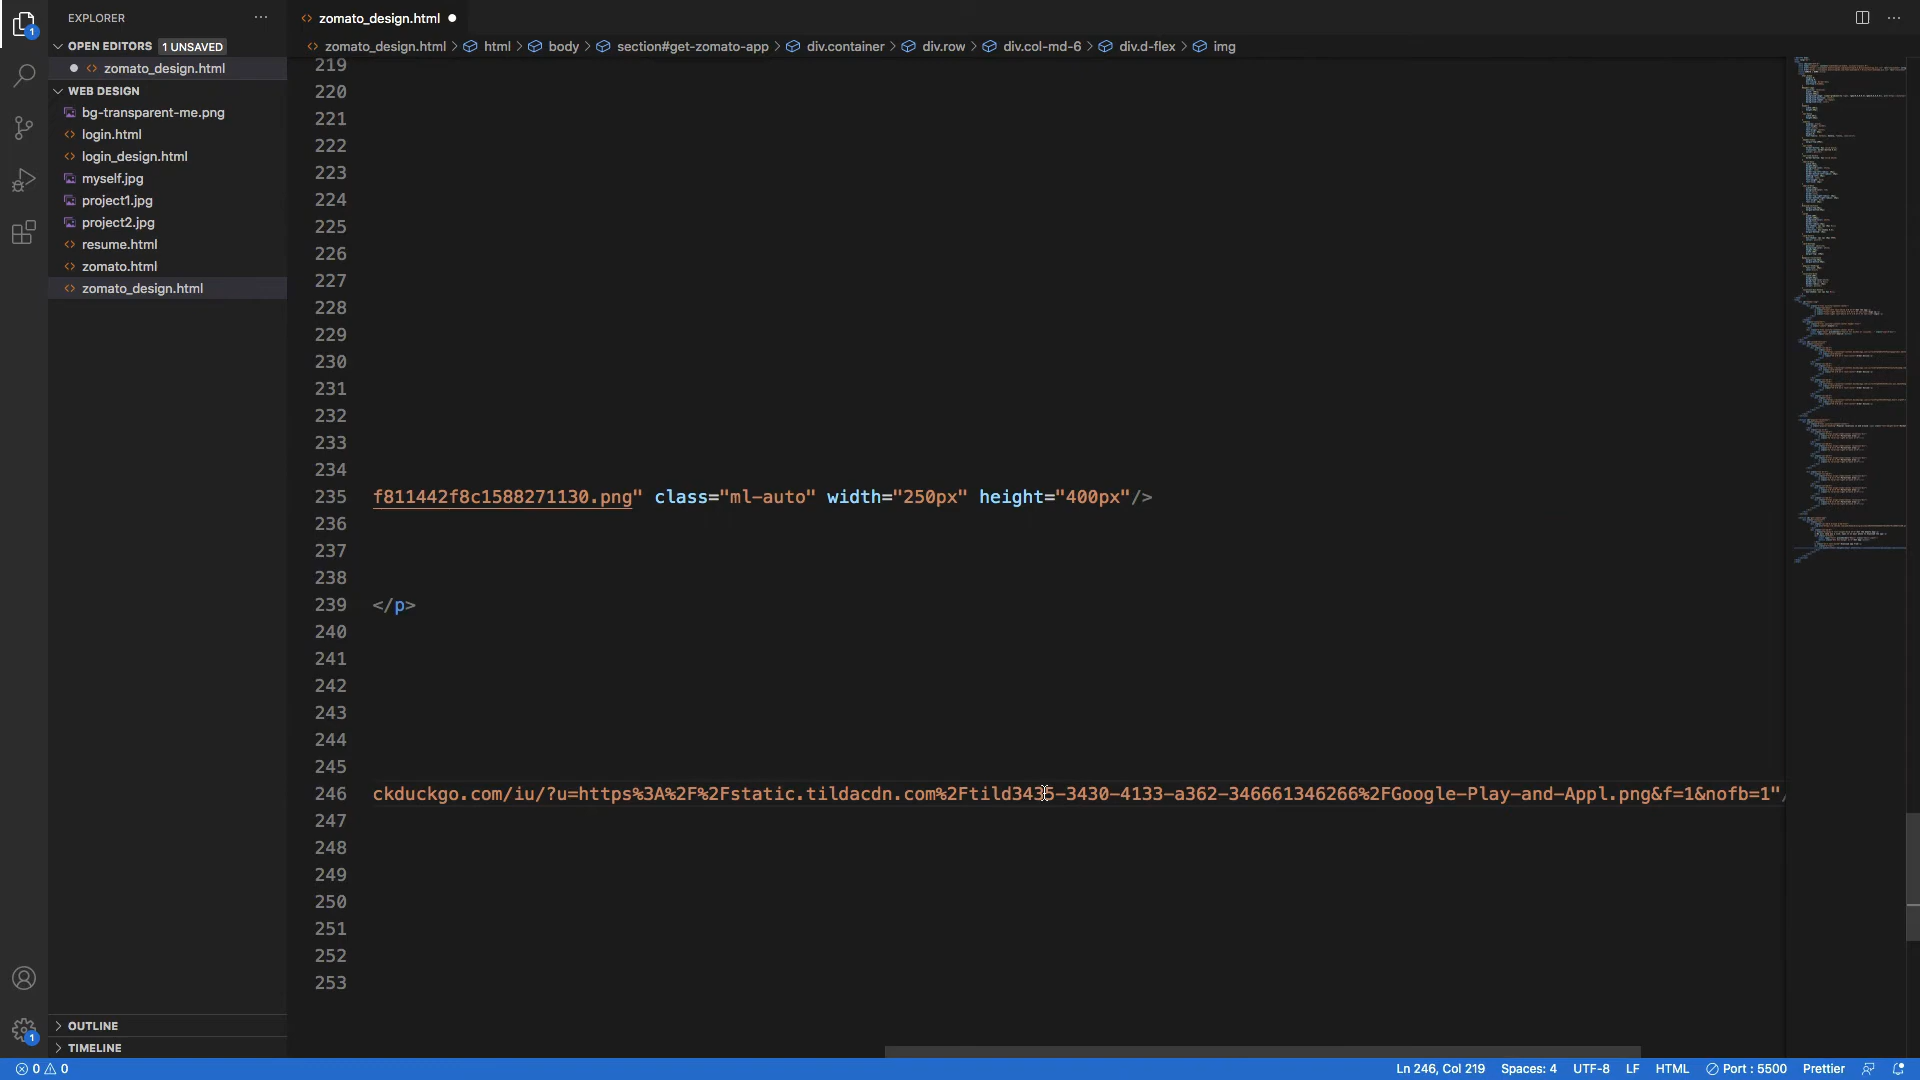 EXPLORER
OPEN EDITORS 1 UNSAVED
zomato_design.html
WEB DESIGN
bg-transparent-me.png
login.html
login_design.html
myself.jpg
project1.jpg
project2.jpg
resume.html
zomato.html
zomato_design.html
OUTLINE
TIMELINE
1
1
zomato_design.html
zomato_design.html > html > body > section#get-zomato-app > div.container > div.row > div.col-md-6 > div.d-flex > img
219
220
221
222
223
224
225
226
227
228
229
230
231
232
233
234
235 f811442f8c1588271130.png" class="ml-auto" width="250px" height="400px"/>
236
237
238
239 </p>
240
241
242
243
244
245
246 ckduckgo.com/iu/?u=https%3A%2F%2Fstatic.tildacdn.com%2Ftild3435-3430-4133-a362-346661346266%2FGoogle-Play-and-Appl.png&f=1&nofb=1"/
247
248
249
250
251
252
253
0 0 Ln 246, Col 219 Spaces: 4 UTF-8 LF HTML Port : 5500 Prettier